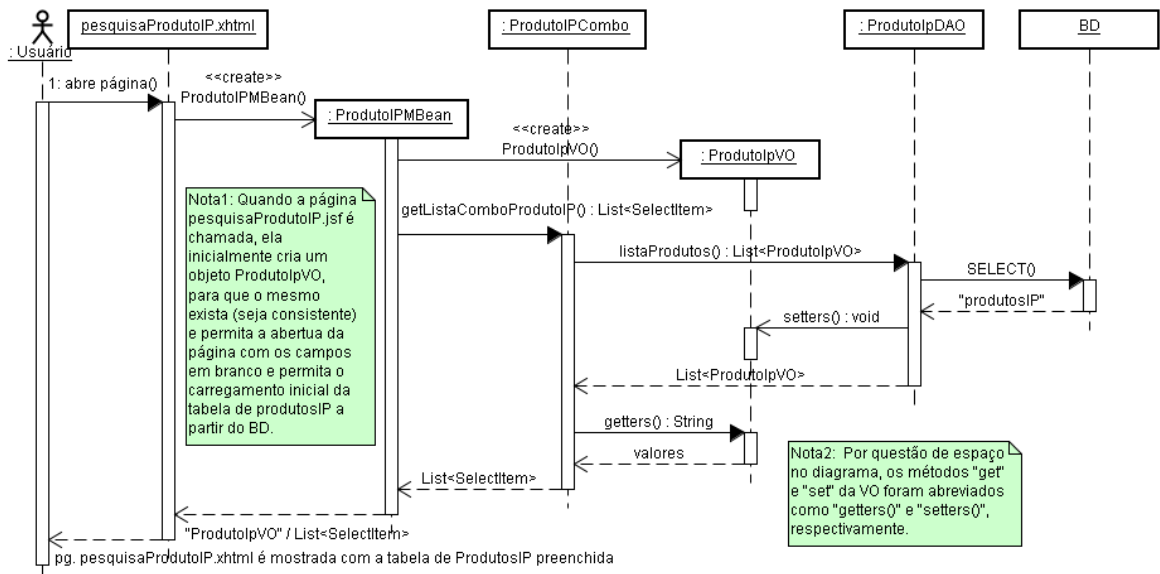 pesquisaProdutoIP.xhtml
: ProdutoIPCombo
: ProdutoIpDAO
BD
: Usuário
1: abre página()
<<create>>
ProdutoIPMBean()
: ProdutoIPMBean
<<create>>
ProdutoIpVO()
: ProdutoIpVO
Nota1: Quando a página
pesquisaProdutoIP.jsf é
chamada, ela
inicialmente cria um
objeto ProdutoIpVO,
para que o mesmo
exista (seja consistente)
e permita a abertua da
página com os campos
em branco e permita o
carregamento inicial da
tabela de produtosIP a
partir do BD.
getListaComboProdutoIP() : List<SelectItem>
listaProdutos() : List<ProdutoIpVO>
SELECT()
"produtosIP"
setters() : void
List<ProdutoIpVO>
getters() : String
valores
List<SelectItem>
Nota2:  Por questão de espaço
no diagrama, os métodos "get"
e "set" da VO foram abreviados
como "getters()" e "setters()",
respectivamente.
"ProdutoIpVO" / List<SelectItem>
pg. pesquisaProdutoIP.xhtml é mostrada com a tabela de ProdutosIP preenchida